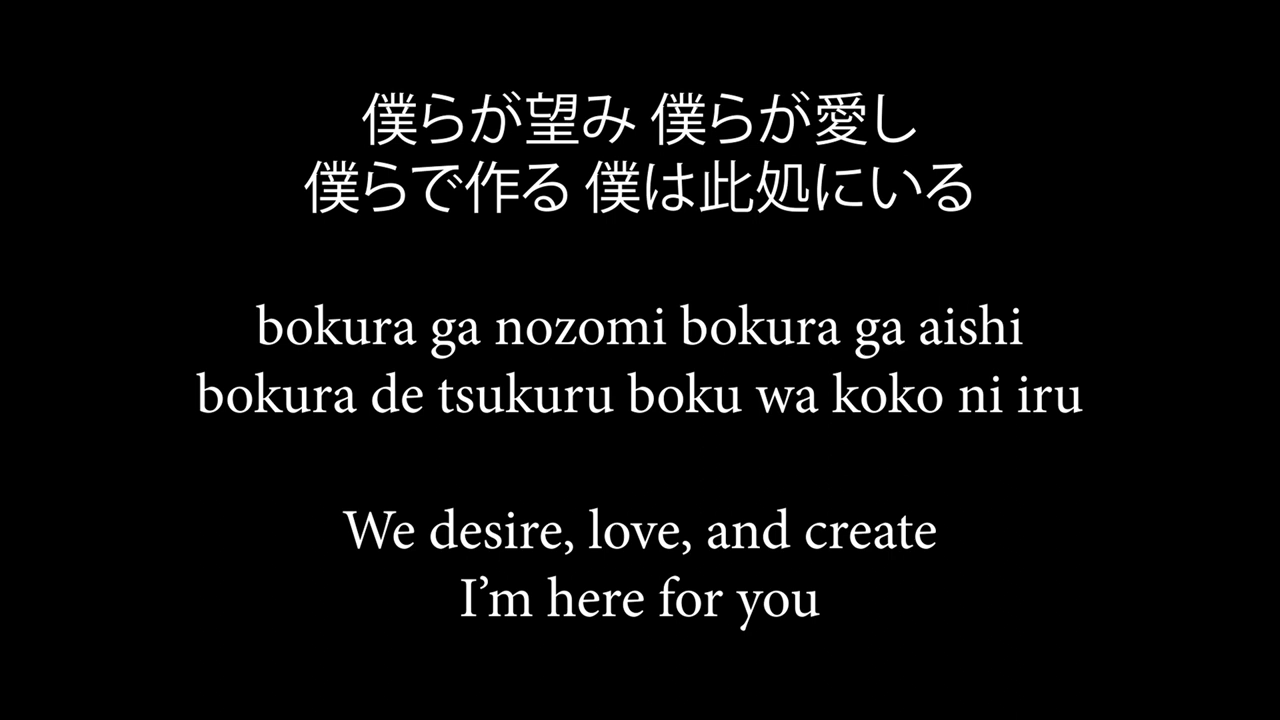 僕らが望み 僕らが愛し
僕らで作る 僕は此処にいる
bokura ga nozomi bokura ga aishi
bokura de tsukuru boku wa koko ni iru
We desire, love, and create
I’m here for you